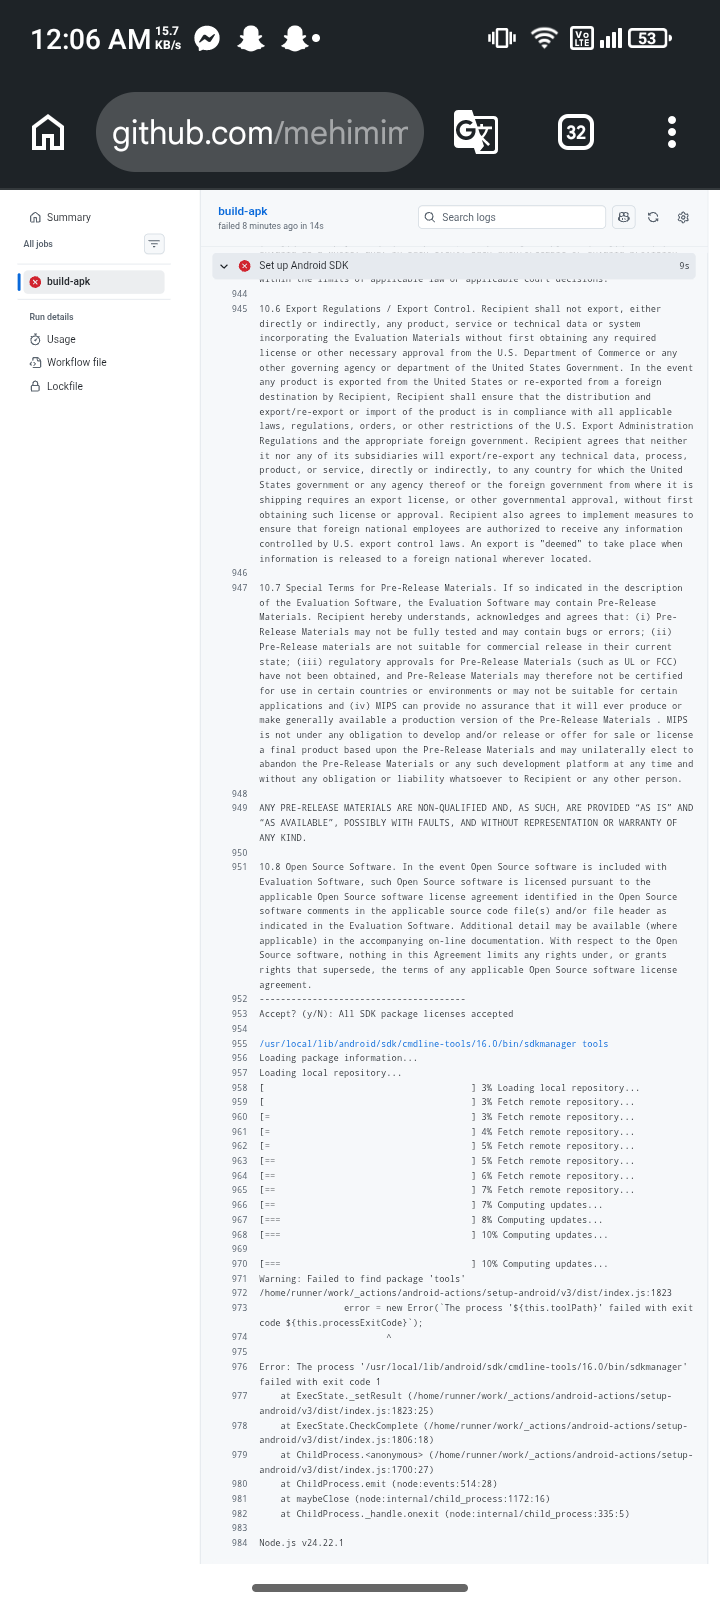 12:06 AM 15.7 KB/s
Vo LTE 53
github.com/mehimim
32
Summary
All jobs
build-apk
Run details
Usage
Workflow file
Lockfile
build-apk
failed 8 minutes ago in 14s
Search logs
Set up Android SDK 9s
within the limits of applicable law or applicable court decisions.
944
945 10.6 Export Regulations / Export Control. Recipient shall not export, either
directly or indirectly, any product, service or technical data or system
incorporating the Evaluation Materials without first obtaining any required
license or other necessary approval from the U.S. Department of Commerce or any
other governing agency or department of the United States Government. In the event
any product is exported from the United States or re-exported from a foreign
destination by Recipient, Recipient shall ensure that the distribution and
export/re-export or import of the product is in compliance with all applicable
laws, regulations, orders, or other restrictions of the U.S. Export Administration
Regulations and the appropriate foreign government. Recipient agrees that neither
it nor any of its subsidiaries will export/re-export any technical data, process,
product, or service, directly or indirectly, to any country for which the United
States government or any agency thereof or the foreign government from where it is
shipping requires an export license, or other governmental approval, without first
obtaining such license or approval. Recipient also agrees to implement measures to
ensure that foreign national employees are authorized to receive any information
controlled by U.S. export control laws. An export is "deemed" to take place when
information is released to a foreign national wherever located.
946
947 10.7 Special Terms for Pre-Release Materials. If so indicated in the description
of the Evaluation Software, the Evaluation Software may contain Pre-Release
Materials. Recipient hereby understands, acknowledges and agrees that: (i) Pre-
Release Materials may not be fully tested and may contain bugs or errors; (ii)
Pre-Release materials are not suitable for commercial release in their current
state; (iii) regulatory approvals for Pre-Release Materials (such as UL or FCC)
have not been obtained, and Pre-Release Materials may therefore not be certified
for use in certain countries or environments or may not be suitable for certain
applications and (iv) MIPS can provide no assurance that it will ever produce or
make generally available a production version of the Pre-Release Materials . MIPS
is not under any obligation to develop and/or release or offer for sale or license
a final product based upon the Pre-Release Materials and may unilaterally elect to
abandon the Pre-Release Materials or any such development platform at any time and
without any obligation or liability whatsoever to Recipient or any other person.
948
949 ANY PRE-RELEASE MATERIALS ARE NON-QUALIFIED AND, AS SUCH, ARE PROVIDED “AS IS” AND
“AS AVAILABLE”, POSSIBLY WITH FAULTS, AND WITHOUT REPRESENTATION OR WARRANTY OF
ANY KIND.
950
951 10.8 Open Source Software. In the event Open Source software is included with
Evaluation Software, such Open Source software is licensed pursuant to the
applicable Open Source software license agreement identified in the Open Source
software comments in the applicable source code file(s) and/or file header as
indicated in the Evaluation Software. Additional detail may be available (where
applicable) in the accompanying on-line documentation. With respect to the Open
Source software, nothing in this Agreement limits any rights under, or grants
rights that supersede, the terms of any applicable Open Source software license
agreement.
952 ---------------------------------------
953 Accept? (y/N): All SDK package licenses accepted
954
955 /usr/local/lib/android/sdk/cmdline-tools/16.0/bin/sdkmanager tools
956 Loading package information...
957 Loading local repository...
958 [                                       ] 3% Loading local repository...
959 [                                       ] 3% Fetch remote repository...
960 [=                                      ] 3% Fetch remote repository...
961 [=                                      ] 4% Fetch remote repository...
962 [=                                      ] 5% Fetch remote repository...
963 [==                                     ] 5% Fetch remote repository...
964 [==                                     ] 6% Fetch remote repository...
965 [==                                     ] 7% Fetch remote repository...
966 [==                                     ] 7% Computing updates...
967 [===                                    ] 8% Computing updates...
968 [===                                    ] 10% Computing updates...
969
970 [===                                    ] 10% Computing updates...
971 Warning: Failed to find package 'tools'
972 /home/runner/work/_actions/android-actions/setup-android/v3/dist/index.js:1823
973 error = new Error(`The process '${this.toolPath}' failed with exit
code ${this.processExitCode}`);
974 ^
975
976 Error: The process '/usr/local/lib/android/sdk/cmdline-tools/16.0/bin/sdkmanager'
failed with exit code 1
977 at ExecState._setResult (/home/runner/work/_actions/android-actions/setup-
android/v3/dist/index.js:1823:25)
978 at ExecState.CheckComplete (/home/runner/work/_actions/android-actions/setup-
android/v3/dist/index.js:1806:18)
979 at ChildProcess.<anonymous> (/home/runner/work/_actions/android-actions/setup-
android/v3/dist/index.js:1700:27)
980 at ChildProcess.emit (node:events:514:28)
981 at maybeClose (node:internal/child_process:1172:16)
982 at ChildProcess._handle.onexit (node:internal/child_process:335:5)
983
984 Node.js v24.22.1